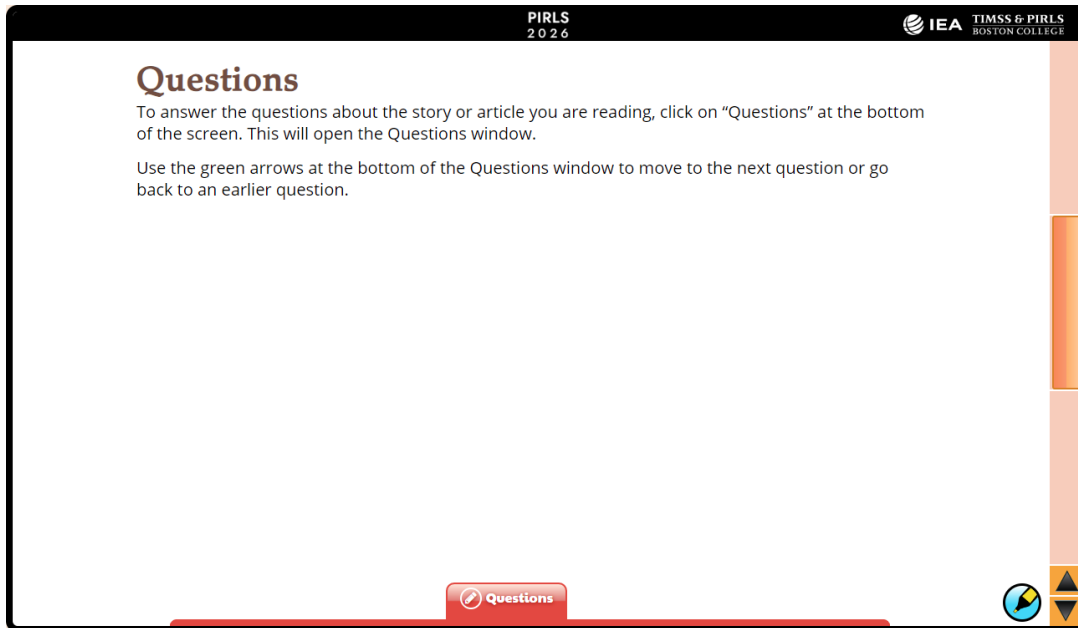 PIRLS
2026
IEA
TIMSS & PIRLS
BOSTON COLLEGE
Questions
To answer the questions about the story or article you are reading, click on “Questions” at the bottom
of the screen. This will open the Questions window.
Use the green arrows at the bottom of the Questions window to move to the next question or go
back to an earlier question.
Questions